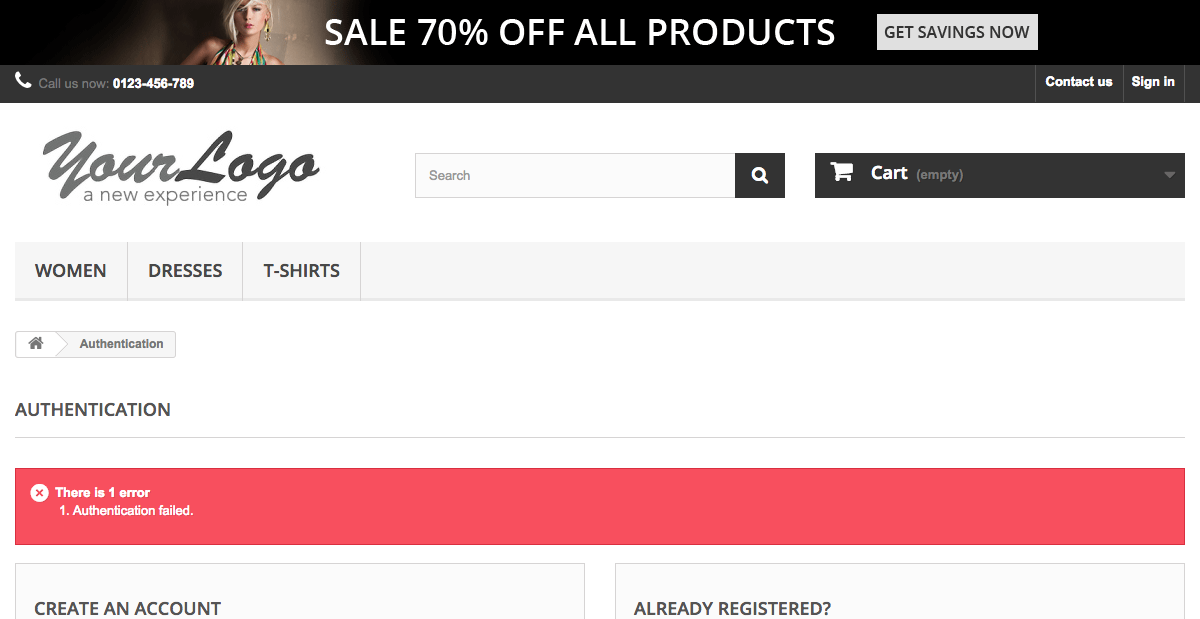 SALE 70% OFF ALL PRODUCTS GET SAVINGS NOW
Call us now: 0123-456-789 Contact us Sign in
YourLogo
a new experience
Search
Cart (empty)
WOMEN DRESSES T-SHIRTS
Authentication
AUTHENTICATION
There is 1 error
1. Authentication failed.
CREATE AN ACCOUNT ALREADY REGISTERED?